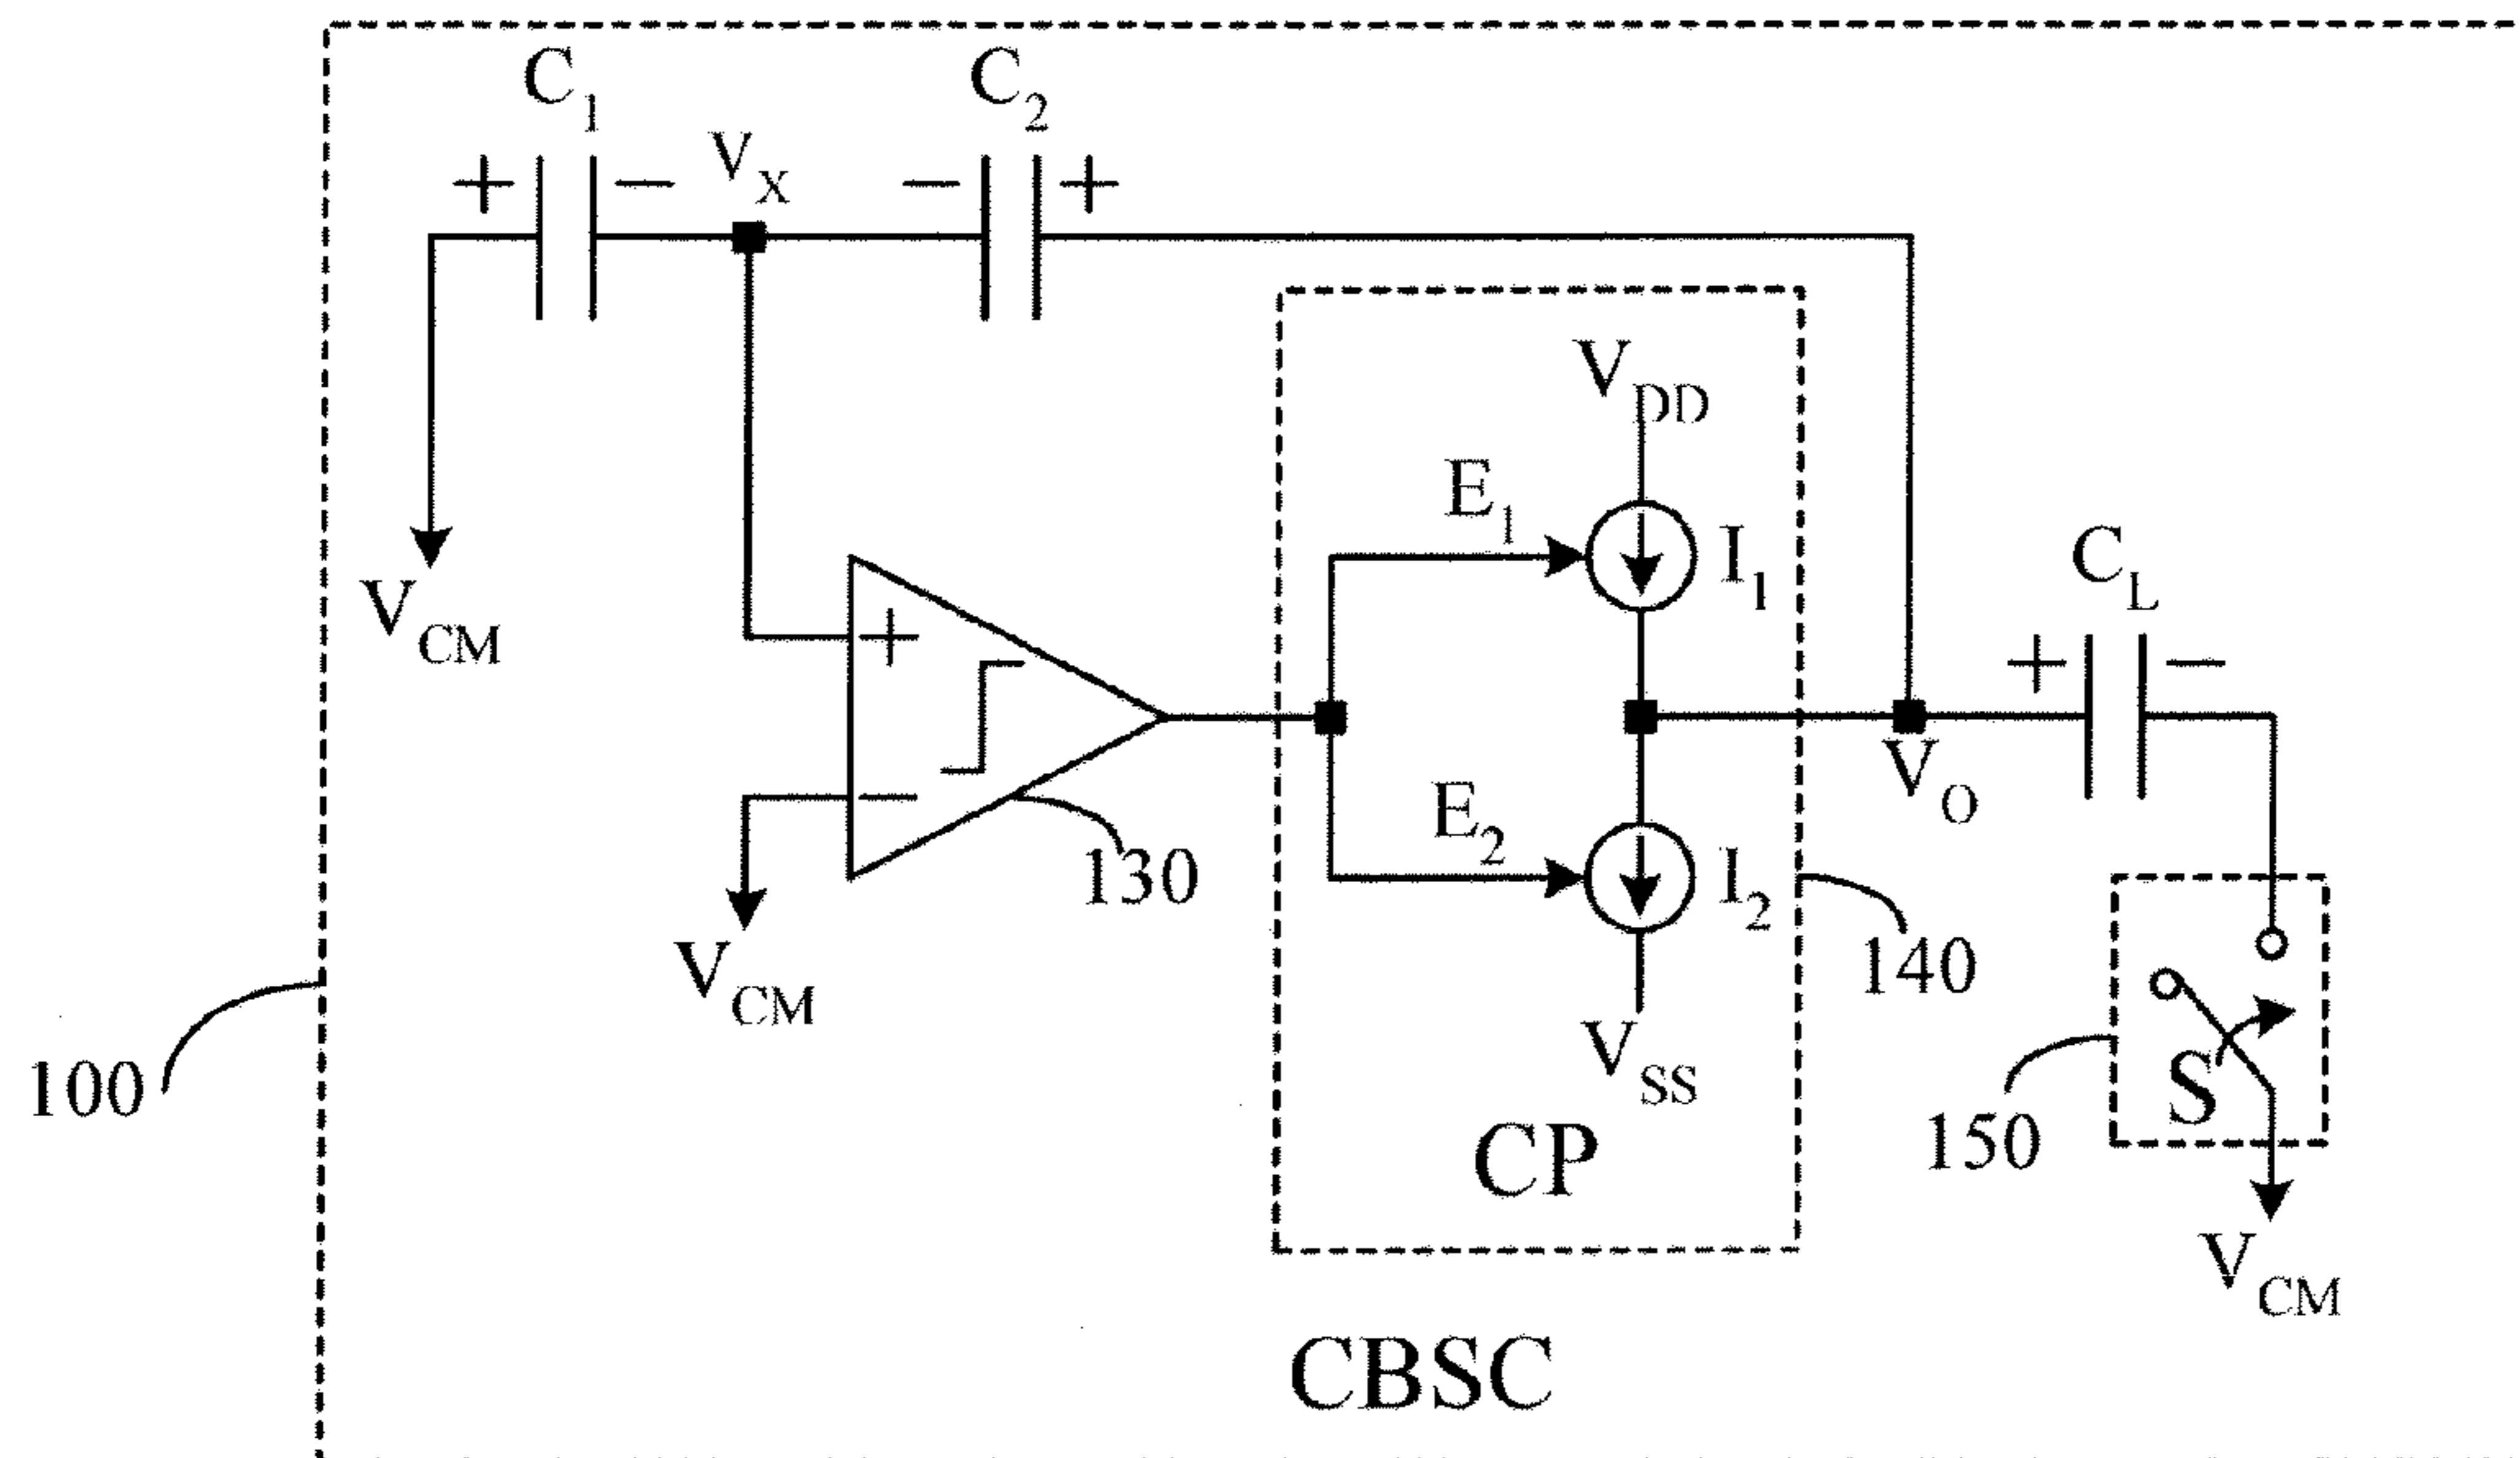 C1
C2
+
−
VX
−
+
VDD
E1
I1
CL
VCM
+
+
−
VO
E2
−
130
I2
140
VCM
100
VSS
S
150
CP
VCM
CBSC